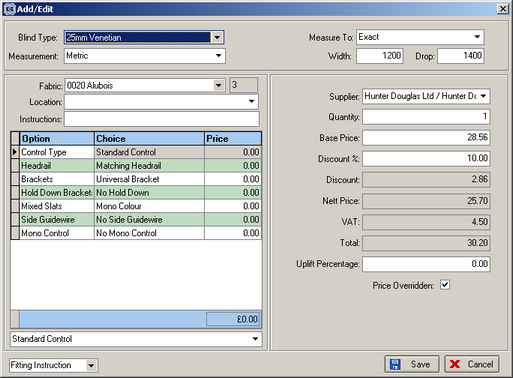 Add/Edit
Blind Type: 25mm Venetian
Measure To: Exact
Measurement: Metric
Width: 1200 Drop: 1400
Fabric: 0020 Alubois 3
Location:
Instructions:
Option Choice Price
Control Type Standard Control 0.00
Headrail Matching Headrail 0.00
Brackets Universal Bracket 0.00
Hold Down Bracket: No Hold Down 0.00
Mixed Slats Mono Colour 0.00
Side Guidewire No Side Guidewire 0.00
Mono Control No Mono Control 0.00
£0.00
Standard Control
Supplier: Hunter Douglas Ltd / Hunter Dc
Quantity: 1
Base Price: 28.56
Discount %: 10.00
Discount: 2.86
Nett Price: 25.70
VAT: 4.50
Total: 30.20
Uplift Percentage: 0.00
Price Overridden:
Fitting Instruction
Save Cancel